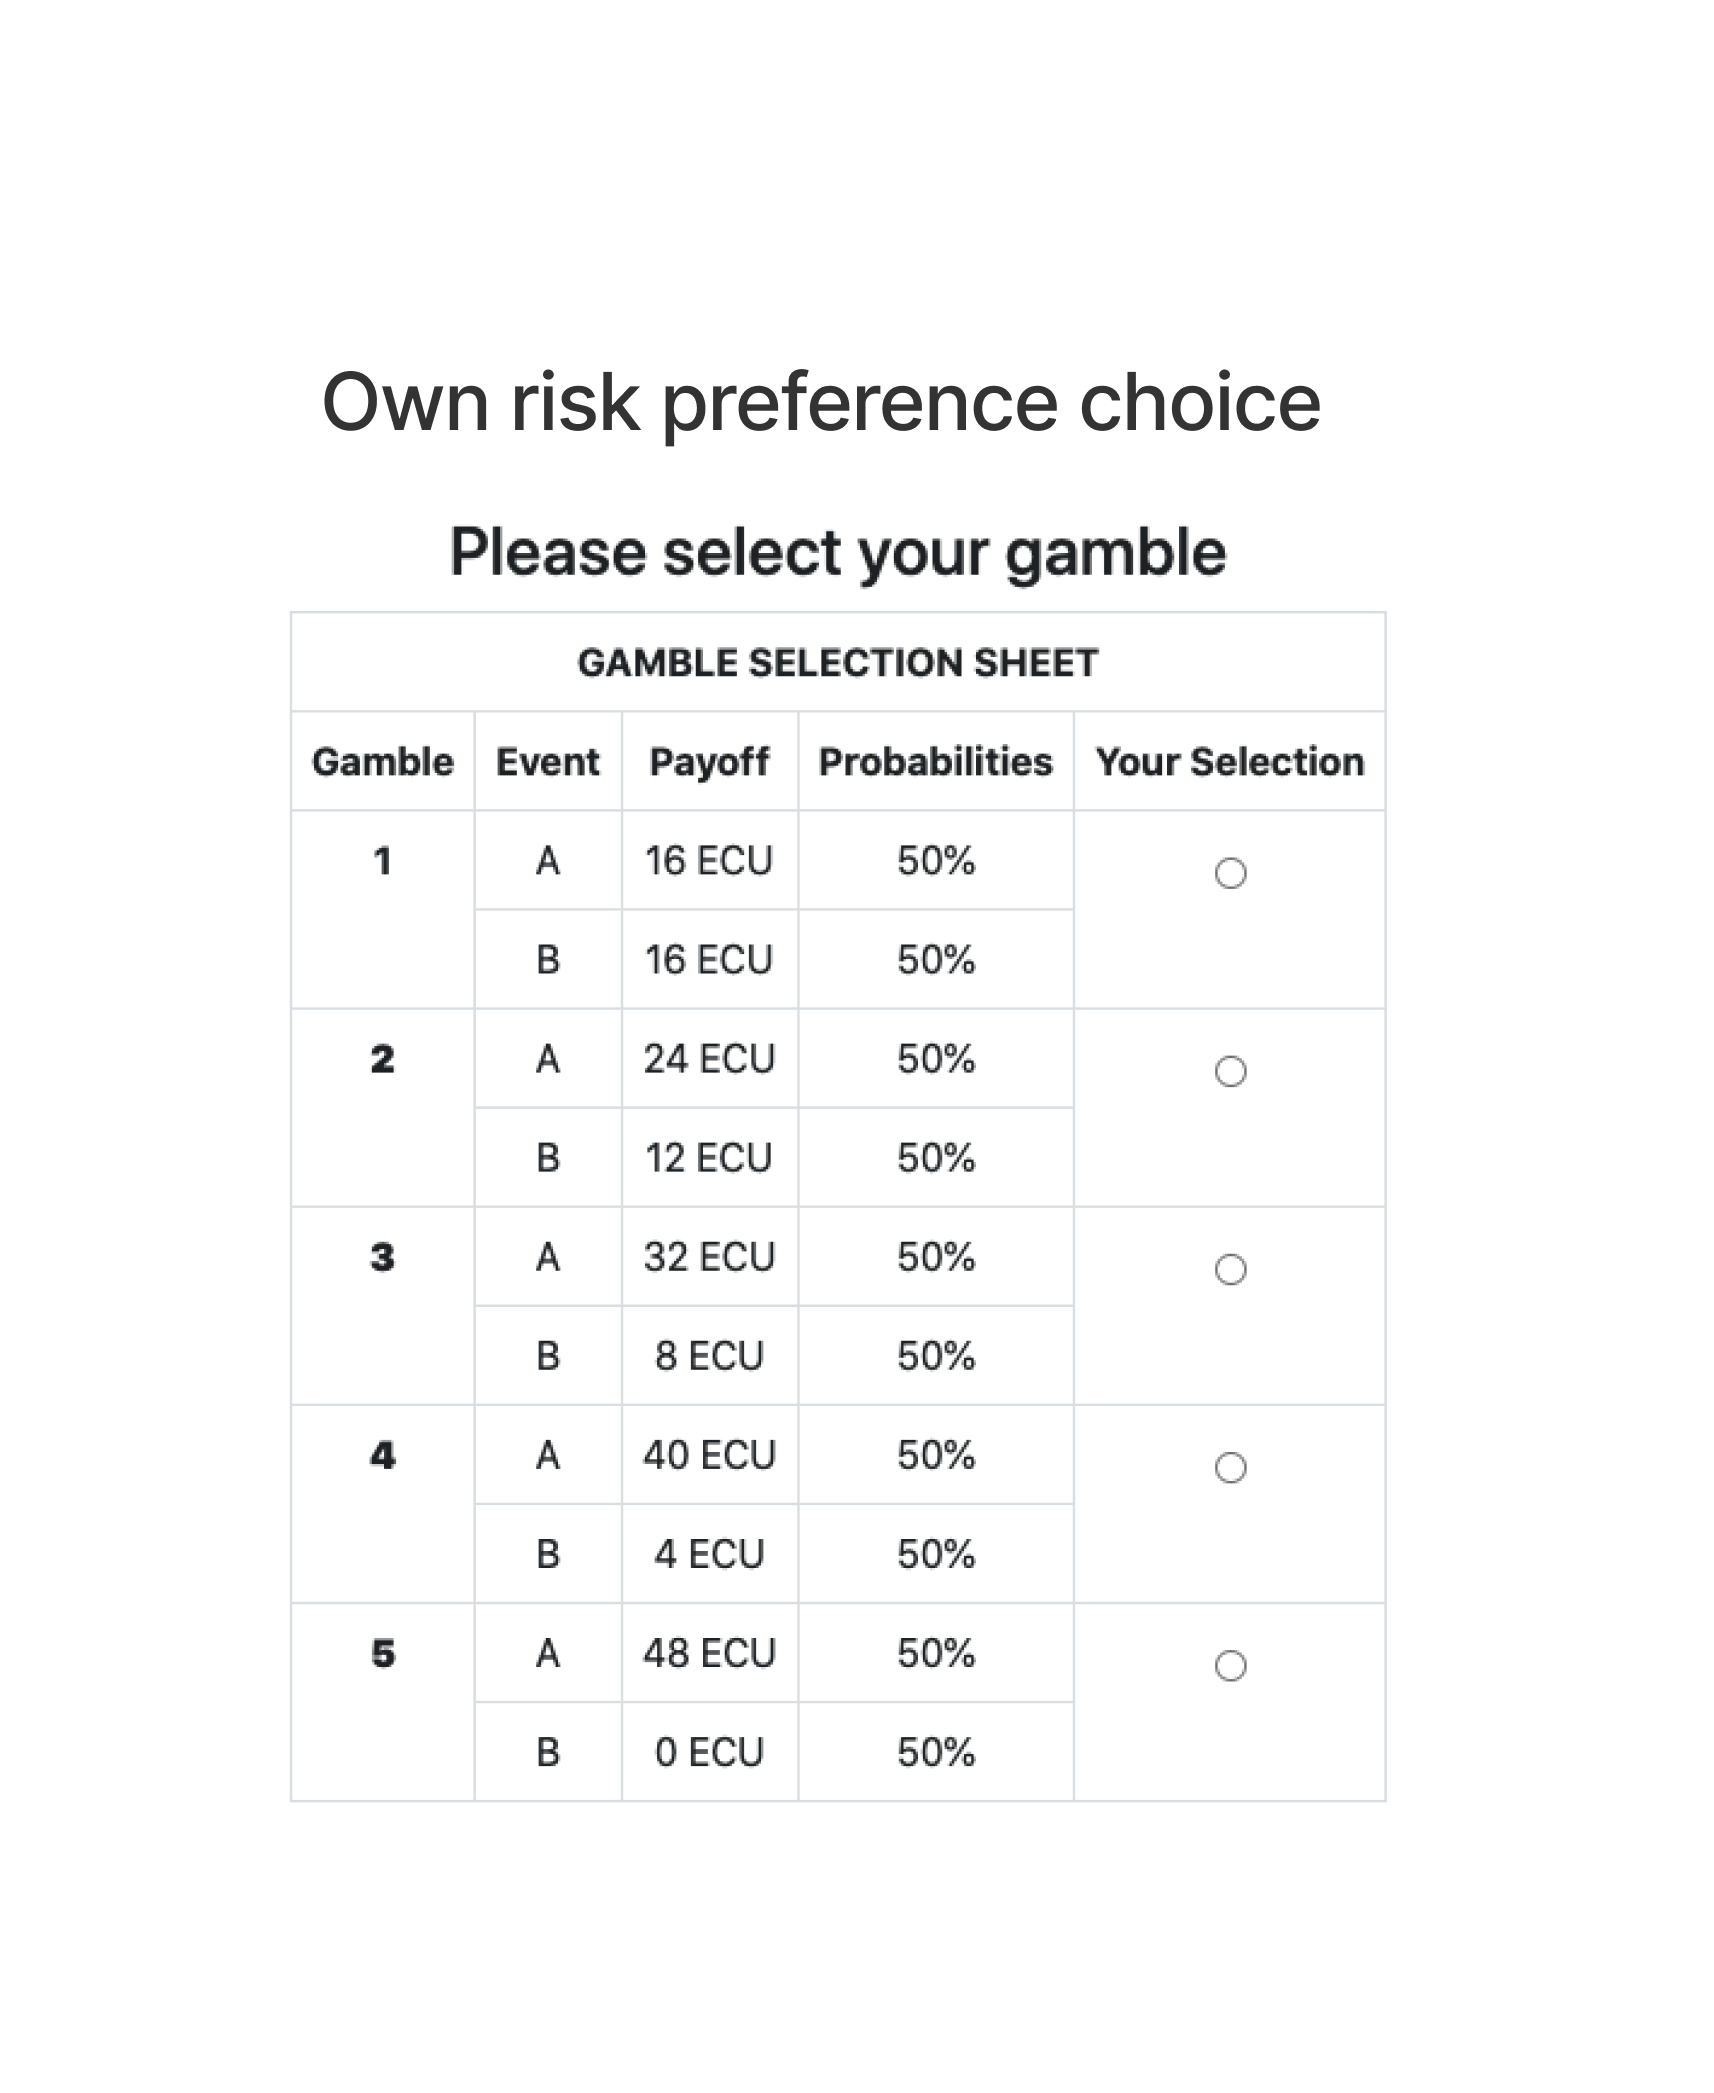 Own risk preference choice
Please select your gamble
GAMBLE SELECTION SHEET
Gamble Event Payoff Probabilities Your Selection
1 A 16 ECU 50%
B 16 ECU 50%
2 A 24 ECU 50%
B 12 ECU 50%
3 A 32 ECU 50%
B 8 ECU 50%
4 A 40 ECU 50%
B 4 ECU 50%
5 A 48 ECU 50%
B 0 ECU 50%